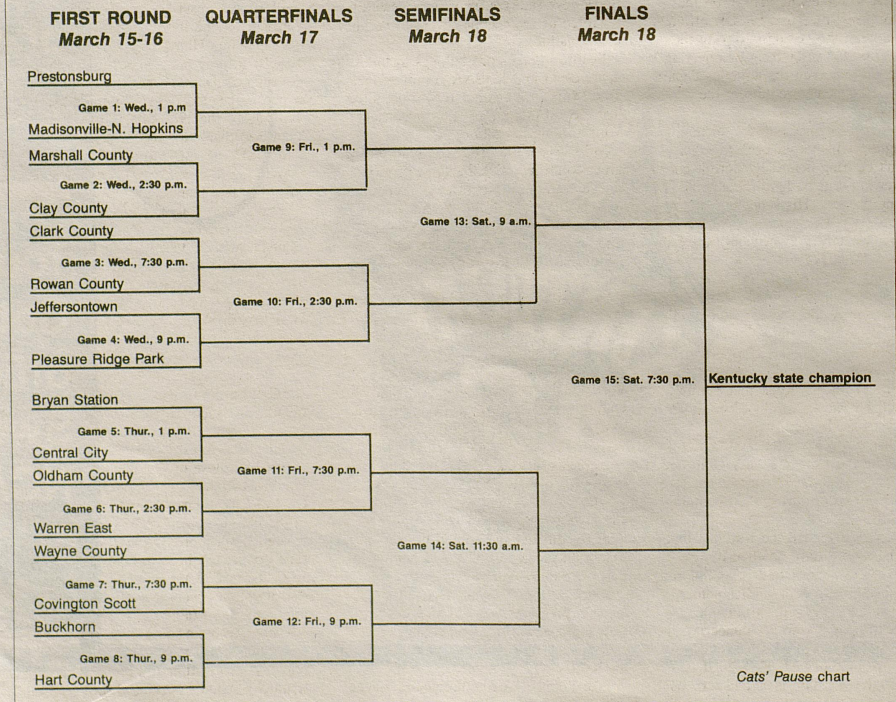 FIRST ROUND
March 15-16
QUARTERFINALS
March 17
SEMIFINALS
March 18
FINALS
March 18
Prestonsburg
Game 1: Wed., 1 p.m
Madisonville-N. Hopkins
Marshall County
Game 2: Wed., 2:30 p.m.
Clay County
Clark County
Game 3: Wed., 7:30 p.m.
Rowan County
Jeffersontown
Game 4: Wed., 9 p.m.
Pleasure Ridge Park
Bryan Station
Game 5: Thur., 1 p.m.
Central City
Oldham County
Game 6: Thur., 2:30 p.m.
Warren East
Wayne County
Game 7: Thur., 7:30 p.m.
Covington Scott
Buckhorn
Game 8: Thur., 9 p.m.
Hart County
Game 9: Fri., 1 p.m.
Game 10: Fri., 2:30 p.m.
Game 11: Fri., 7:30 p.m.
Game 12: Fri., 9 p.m.
Game 13: Sat., 9 a.m.
Game 14: Sat. 11:30 a.m.
Game 15: Sat. 7:30 p.m.
Kentucky state champion
Cats' Pause chart